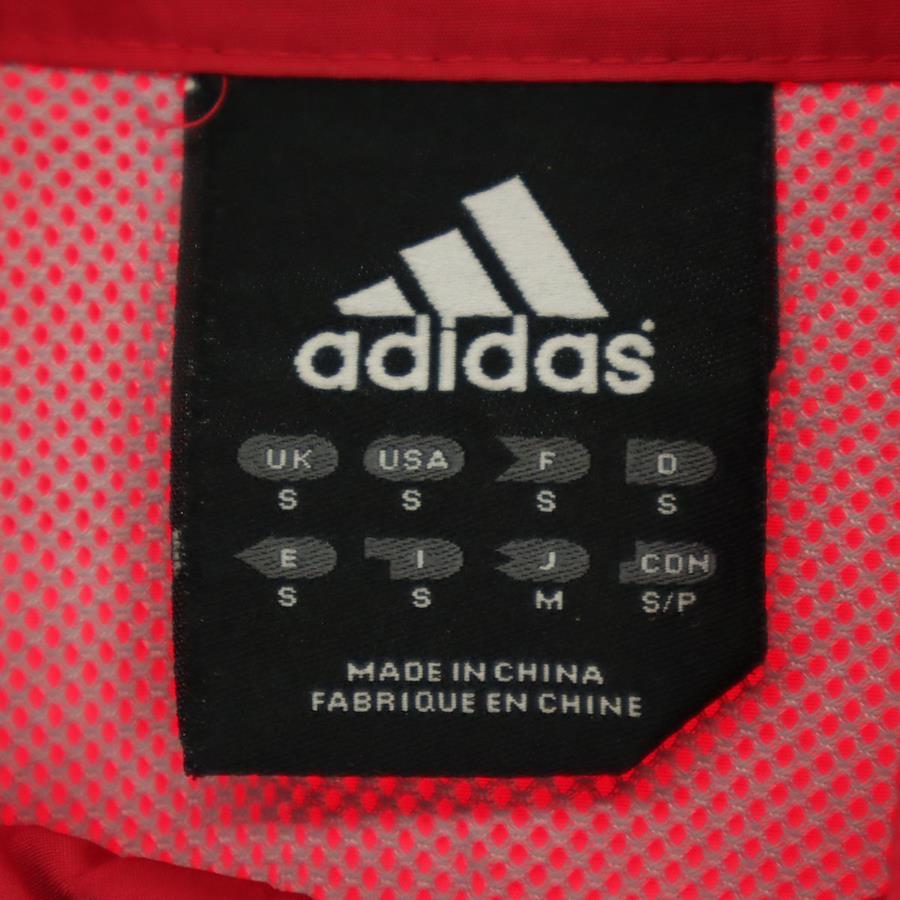 adidas
UK USA F D
S S S S
E I J CDN
S S M S/P
MADE IN CHINA
FABRIQUE EN CHINE